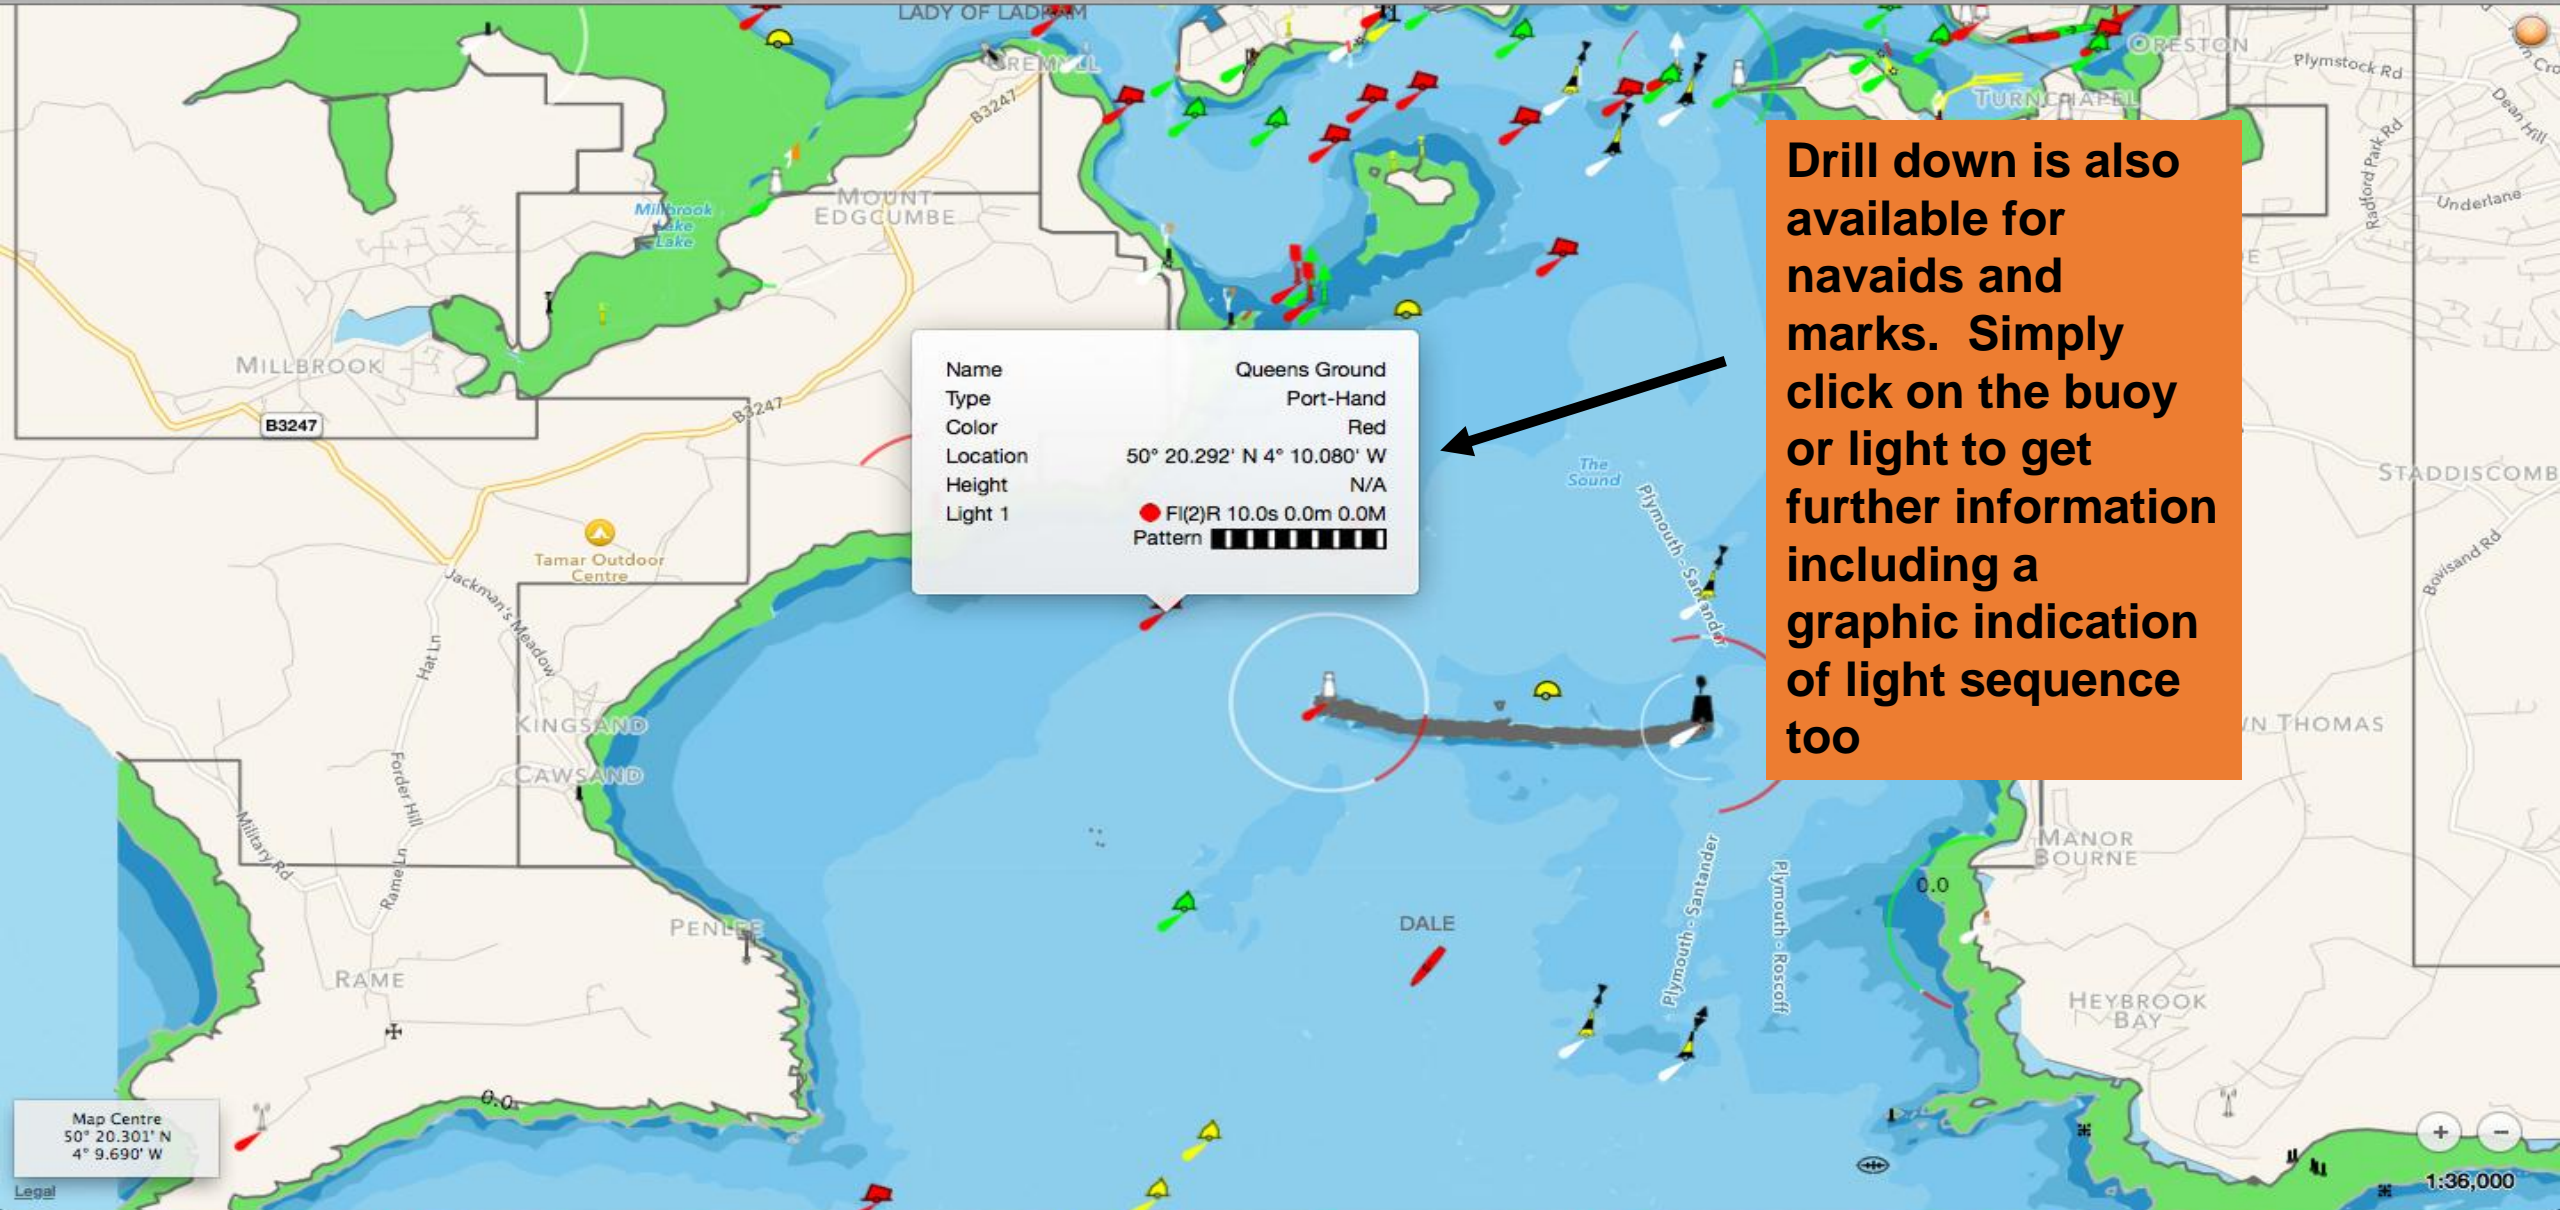 LADY OF LADRAM
CREMYLL
ORESTON
Plymstock Rd
Dean Hill
TURNCHAPEL
B3247
Radford Park Rd
Underlane
MOUNT
EDGCUMBE
Millbrook
Lake
Lake
Drill down is also
available for
navaids and
marks.  Simply
click on the buoy
or light to get
further information
including a
graphic indication
of light sequence
too
MILLBROOK
B3247
B3247
Name Queens Ground
Type Port-Hand
Color Red
Location 50° 20.292' N 4° 10.080' W
Height N/A
Light 1 Fl(2)R 10.0s 0.0m 0.0M
Pattern
The
Sound
Plymouth - Santander
STADDISCOMB
Bovisand Rd
Tamar Outdoor
Centre
Jackman's Meadow
Hat Ln
KINGSAND
CAWSAND
Forder Hill
Military Rd
Rame Ln
WN THOMAS
MANOR
BOURNE
0.0
PENLEE
DALE
Plymouth - Santander
Plymouth - Roscoff
RAME
HEYBROOK
BAY
0.0
Map Centre
50° 20.301' N
4° 9.690' W
Legal
+ −
1:36,000